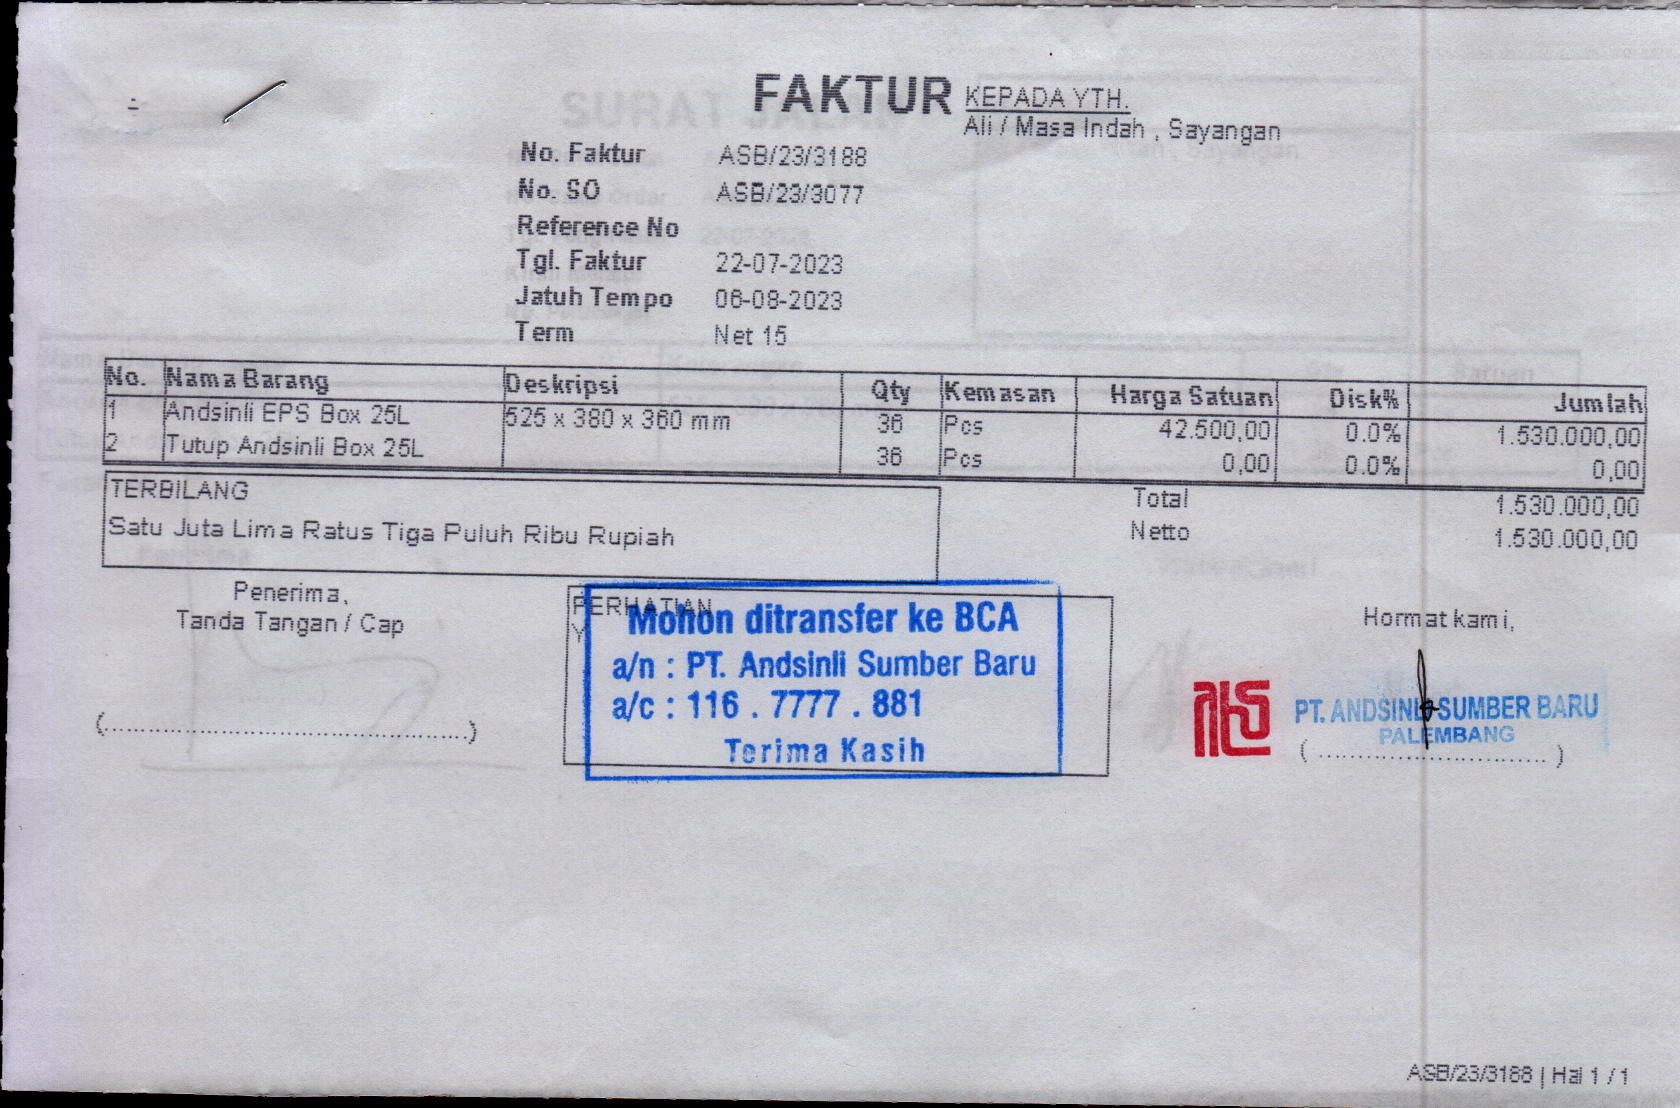 FAKTUR
KEPADA YTH.
Ali / Masa Indah , Sayangan
No. Faktur ASB/23/3188
No. SO ASB/23/3077
Reference No
Tgl. Faktur 22-07-2023
Jatuh Tempo 06-08-2023
Term Net 15
No. Nama Barang Deskripsi Qty Kemasan Harga Satuan Disk% Jumlah
1 Andsinli EPS Box 25L 525 x 380 x 360 mm 36 Pcs 42.500,00 0.0% 1.530.000,00
2 Tutup Andsinli Box 25L 36 Pcs 0,00 0.0% 0,00
TERBILANG
Satu Juta Lima Ratus Tiga Puluh Ribu Rupiah
Total 1.530.000,00
Netto 1.530.000,00
Penerima,
Tanda Tangan / Cap
(........................................................)
PERHATIAN
Y
Mohon ditransfer ke BCA
a/n : PT. Andsinli Sumber Baru
a/c : 116 . 7777 . 881
Terima Kasih
Hormat kami,
PT. ANDSINLI SUMBER BARU
PALEMBANG
(..................................)
ASB/23/3188 | Hal 1 / 1